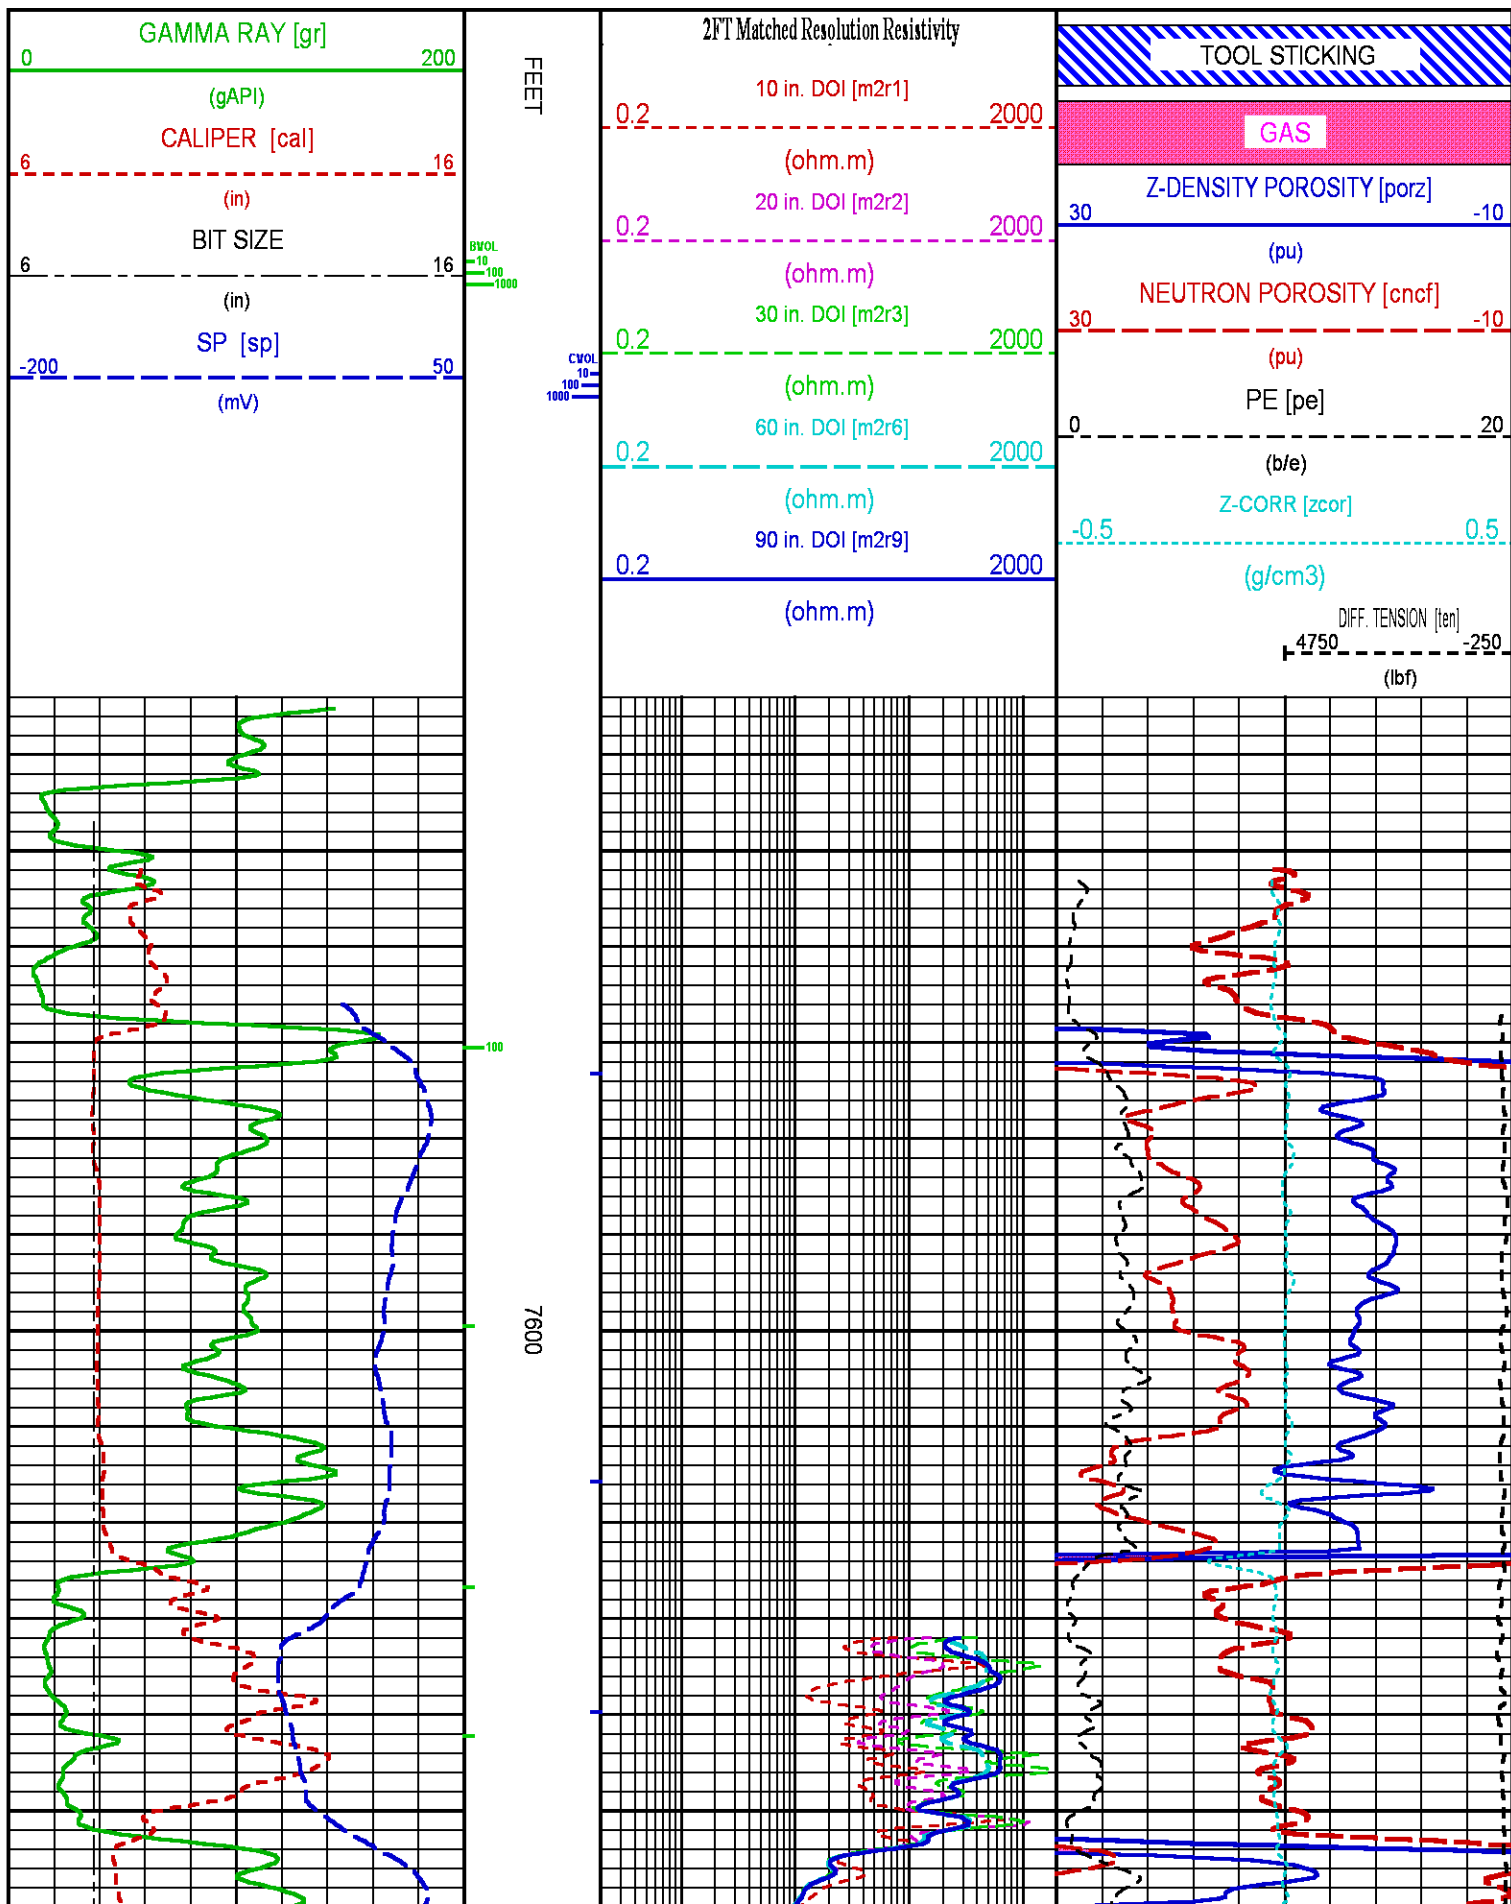 GAMMA RAY [gr]
0 200
(gAPI)
CALIPER [cal]
6 16
(in)
BIT SIZE
6 16
(in)
SP [sp]
-200 50
(mV)
FEET
BVOL
10
100
1000
CVOL
10
100
1000
2FT Matched Resolution Resistivity
10 in. DOI [m2r1]
0.2 2000
(ohm.m)
20 in. DOI [m2r2]
0.2 2000
(ohm.m)
30 in. DOI [m2r3]
0.2 2000
(ohm.m)
60 in. DOI [m2r6]
0.2 2000
(ohm.m)
90 in. DOI [m2r9]
0.2 2000
(ohm.m)
TOOL STICKING
GAS
Z-DENSITY POROSITY [porz]
30 -10
(pu)
NEUTRON POROSITY [cncf]
30 -10
(pu)
PE [pe]
0 20
(b/e)
Z-CORR [zcor]
-0.5 0.5
(g/cm3)
DIFF. TENSION [ten]
4750 -250
(lbf)
100
7600